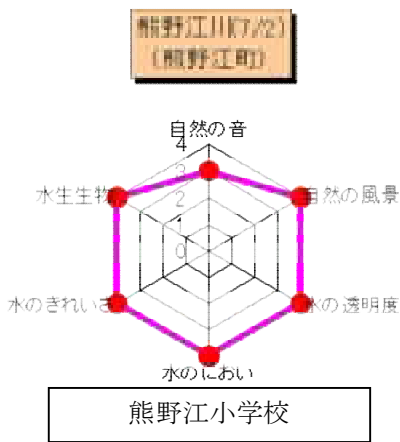 熊野江川(7/2)
(熊野江町)
自然の音
4
3
2
1
0
水生生物
自然の風景
水のきれいさ
水の透明度
水のにおい
熊野江小学校